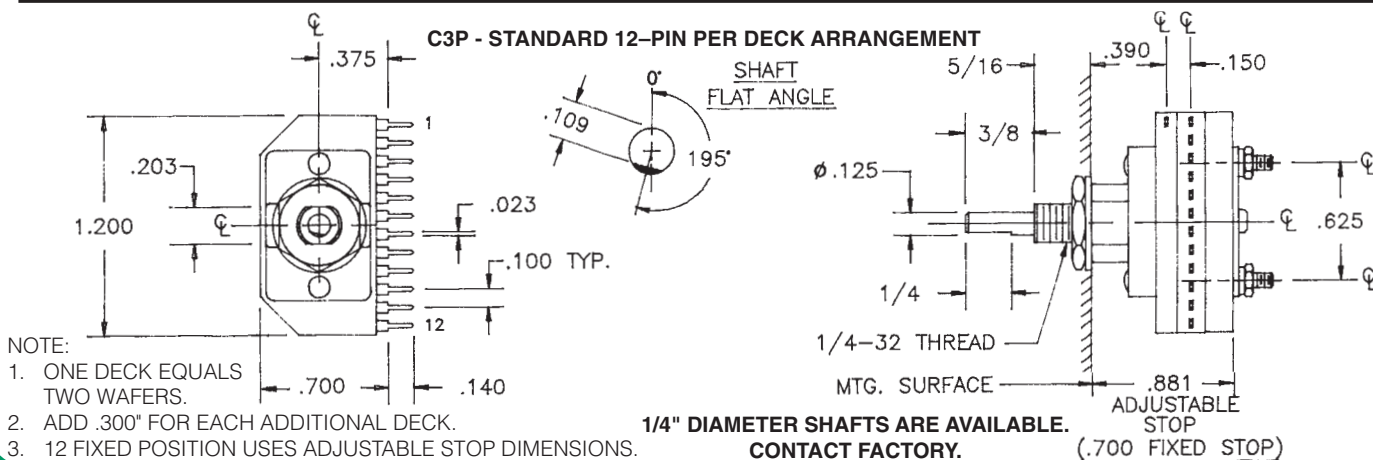 C3P - STANDARD 12–PIN PER DECK ARRANGEMENT
℄
.375
1
.203
1.200
℄
.023
.100 TYP.
12
.700
.140
SHAFT
FLAT ANGLE
0°
.109
195°
℄ ℄
.390
.150
5/16
3/8
Ø.125
℄
℄ .625
℄
1/4
1/4–32 THREAD
MTG. SURFACE
.881
ADJUSTABLE
STOP
(.700 FIXED STOP)
NOTE:
1. ONE DECK EQUALS
TWO WAFERS.
2. ADD .300" FOR EACH ADDITIONAL DECK.
3. 12 FIXED POSITION USES ADJUSTABLE STOP DIMENSIONS.
1/4" DIAMETER SHAFTS ARE AVAILABLE.
CONTACT FACTORY.